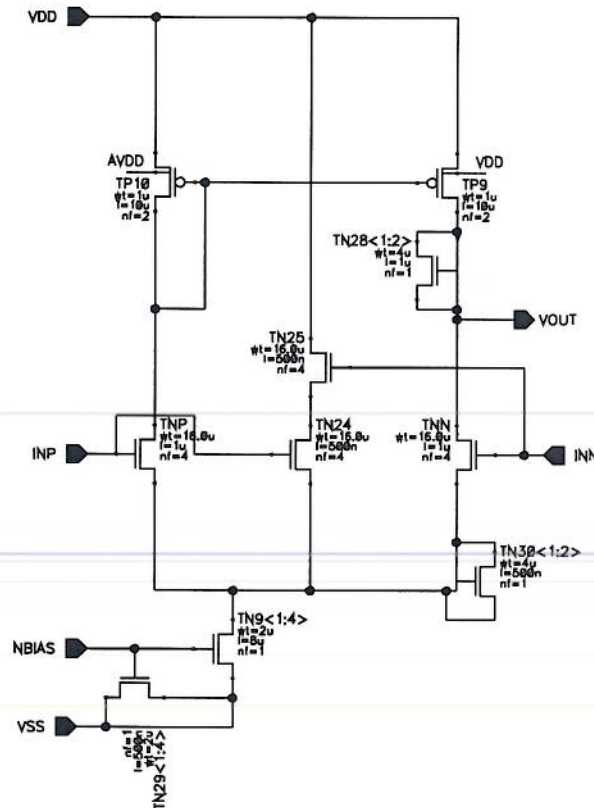 VDD
AVDD
TP10
wt=1u
l=10u
nf=2
VDD
TP9
wt=1u
l=10u
nf=2
TN28<1:2>
wt=4u
l=1u
nf=1
VOUT
TN25
wt=16.0u
l=500n
nf=4
INP
TNP
wt=16.0u
l=1u
nf=4
TN24
wt=16.0u
l=500n
nf=4
TNN
wt=16.0u
l=1u
nf=4
INN
TN30<1:2>
wt=4u
l=500n
nf=1
TN9<1:4>
wt=2u
l=8u
nf=1
NBIAS
VSS
TN29<1:4>
wt=2u
l=500n
nf=1